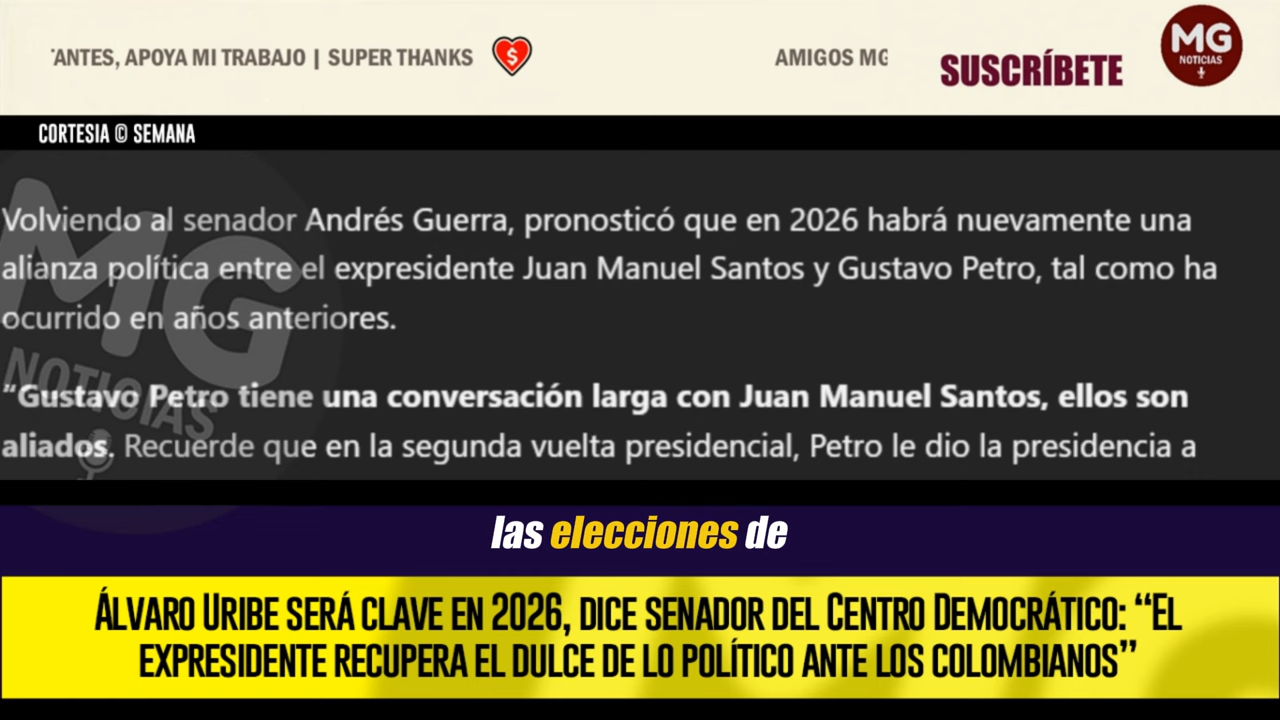 'ANTES, APOYA MI TRABAJO | SUPER THANKS
AMIGOS MG
SUSCRÍBETE
MG
NOTICIAS
CORTESIA © SEMANA
Volviendo al senador Andrés Guerra, pronosticó que en 2026 habrá nuevamente una
alianza política entre el expresidente Juan Manuel Santos y Gustavo Petro, tal como ha
ocurrido en años anteriores.
“Gustavo Petro tiene una conversación larga con Juan Manuel Santos, ellos son
aliados. Recuerde que en la segunda vuelta presidencial, Petro le dio la presidencia a
MG
NOTICIAS
las elecciones de
ÁLVARO URIBE SERÁ CLAVE EN 2026, DICE SENADOR DEL CENTRO DEMOCRÁTICO: “EL
EXPRESIDENTE RECUPERA EL DULCE DE LO POLÍTICO ANTE LOS COLOMBIANOS”